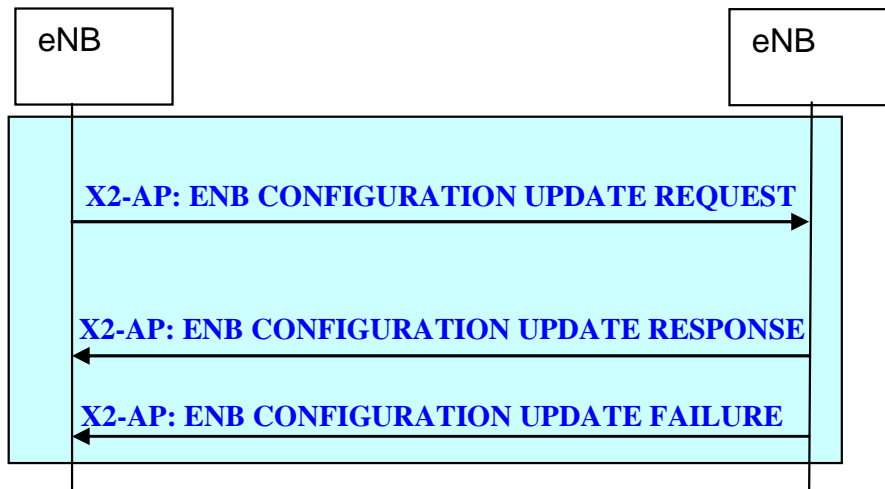 eNB
eNB
X2-AP: ENB CONFIGURATION UPDATE REQUEST
X2-AP: ENB CONFIGURATION UPDATE RESPONSE
X2-AP: ENB CONFIGURATION UPDATE FAILURE